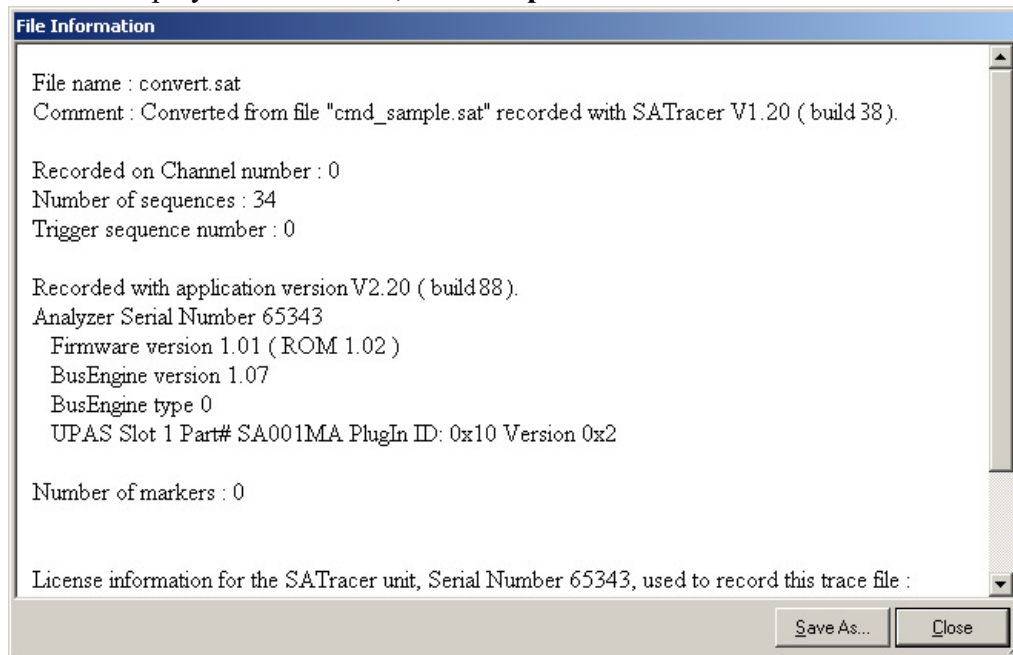 File Information
File name : convert.sat
Comment : Converted from file "cmd_sample.sat" recorded with SATracer V1.20 ( build 38 ).
Recorded on Channel number : 0
Number of sequences : 34
Trigger sequence number : 0
Recorded with application version V2.20 ( build 88 ).
Analyzer Serial Number 65343
Firmware version 1.01 ( ROM 1.02 )
BusEngine version 1.07
BusEngine type 0
UPAS Slot 1 Part# SA001MA PlugIn ID: 0x10 Version 0x2
Number of markers : 0
License information for the SATracer unit, Serial Number 65343, used to record this trace file :
Save As... Close